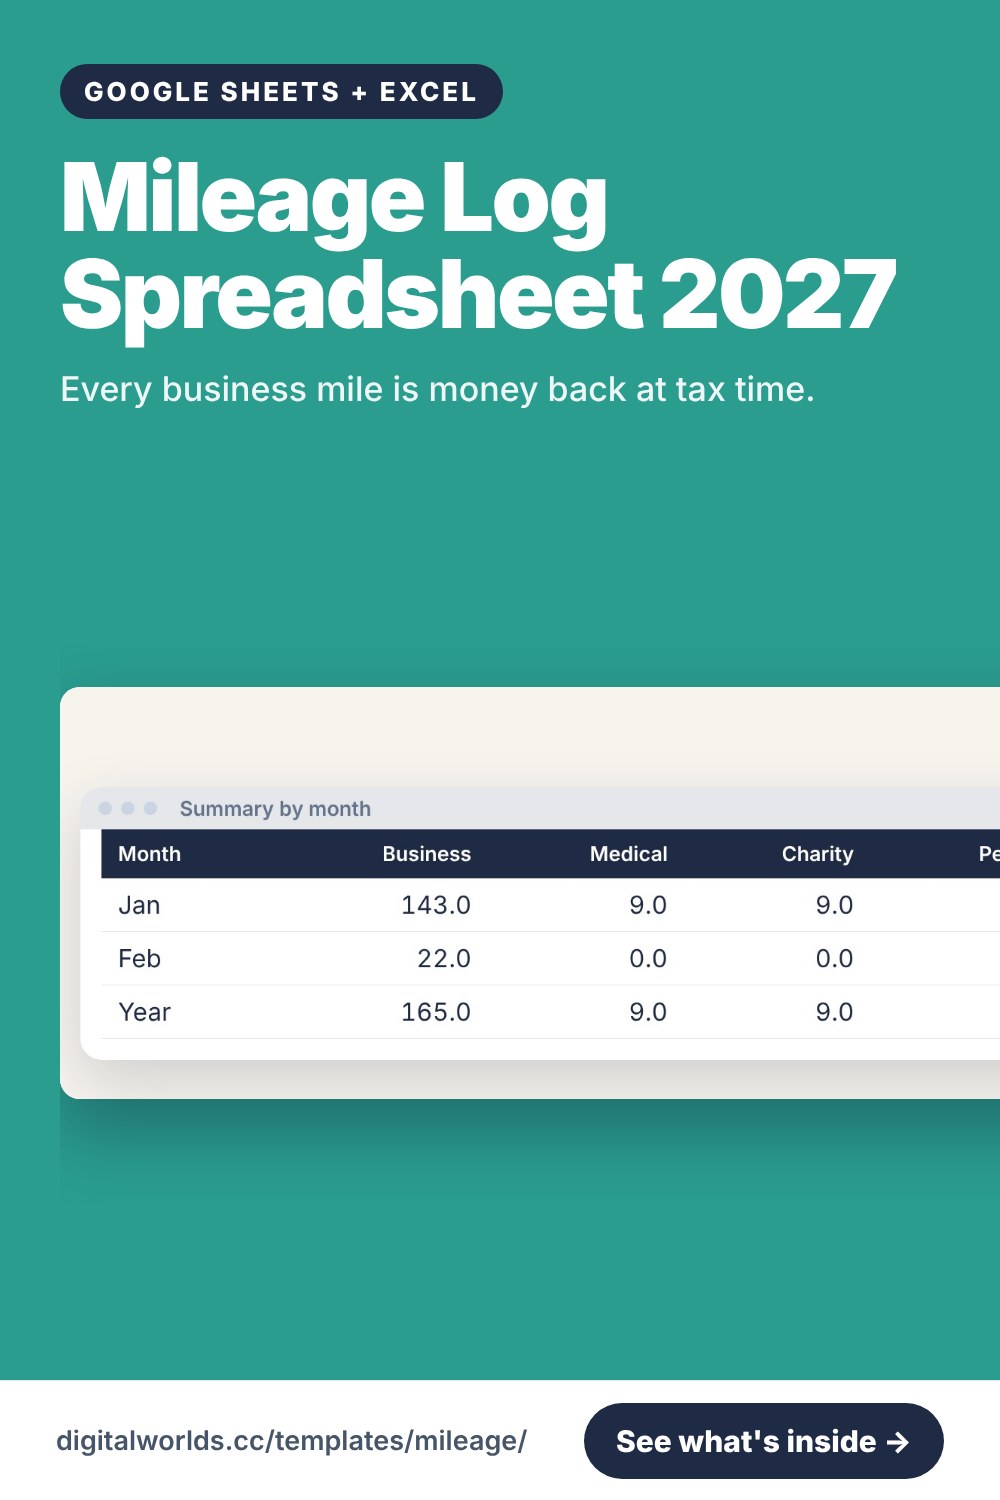 GOOGLE SHEETS + EXCEL
Mileage Log
Spreadsheet 2027
Every business mile is money back at tax time.
Summary by month
Month Business Medical Charity Pe
Jan 143.0 9.0 9.0
Feb 22.0 0.0 0.0
Year 165.0 9.0 9.0
digitalworlds.cc/templates/mileage/
See what's inside →